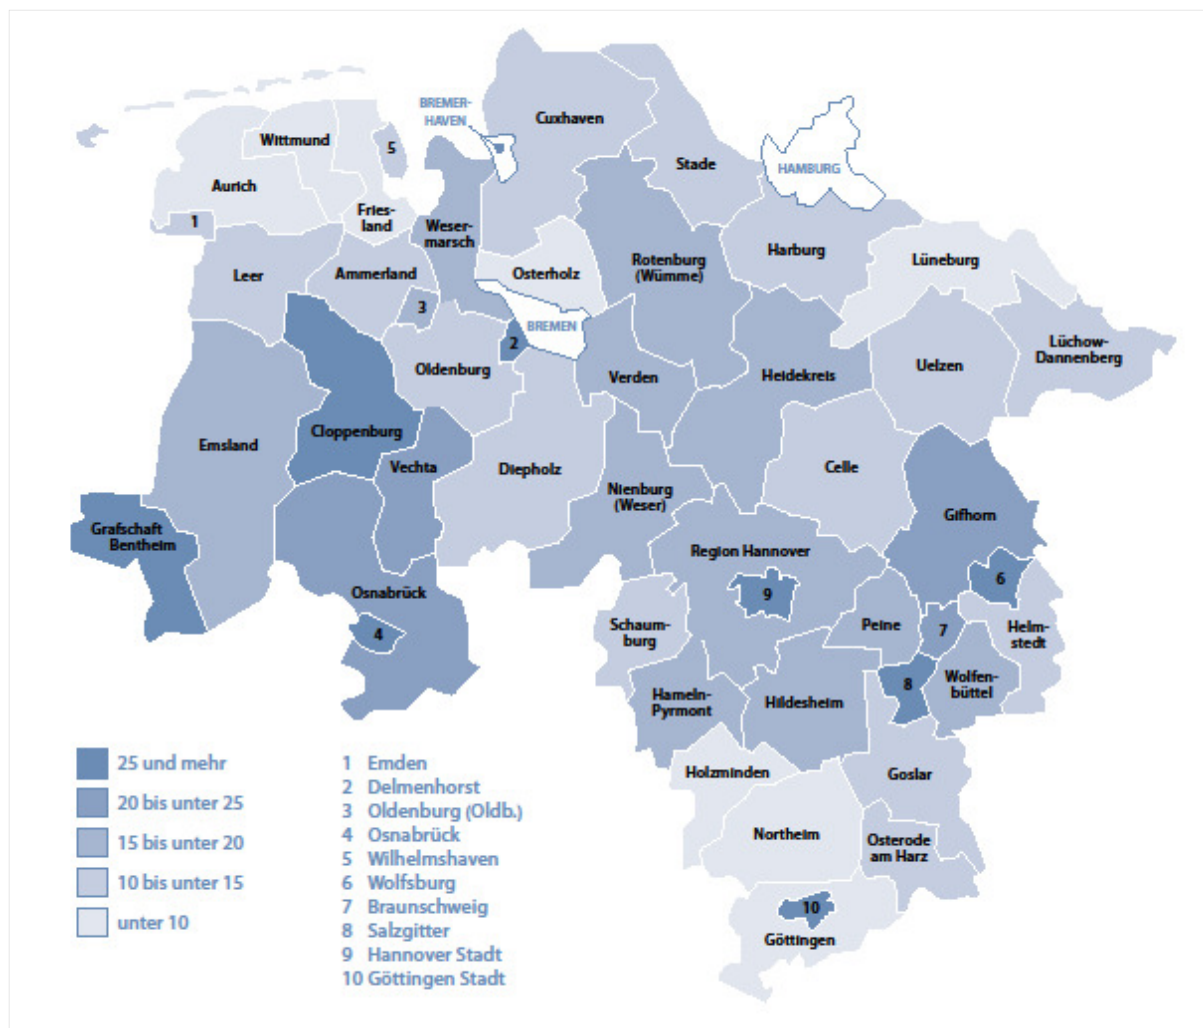 BREMER-
HAVEN
Cuxhaven
Wittmund
5
Stade
HAMBURG
Aurich
1
Fries-
land
Weser-
marsch
Harburg
Lüneburg
Rotenburg
(Wümme)
Leer
Ammerland
Osterholz
3
BREMEN
2
Lüchow-
Dannenberg
Oldenburg
Verden
Heidekreis
Uelzen
Emsland
Cloppenburg
Vechta
Diepholz
Celle
Nienburg
(Weser)
Gifhorn
Grafschaft
Bentheim
Region Hannover
6
Osnabrück
9
4
Schaum-
burg
Peine
7
Helm-
stedt
8
Wolfen-
büttel
Hameln-
Pyrmont
Hildesheim
Holzminden
Goslar
Northeim
Osterode
am Harz
10
Göttingen
25 und mehr
20 bis unter 25
15 bis unter 20
10 bis unter 15
unter 10
1 Emden
2 Delmenhorst
3 Oldenburg (Oldb.)
4 Osnabrück
5 Wilhelmshaven
6 Wolfsburg
7 Braunschweig
8 Salzgitter
9 Hannover Stadt
10 Göttingen Stadt